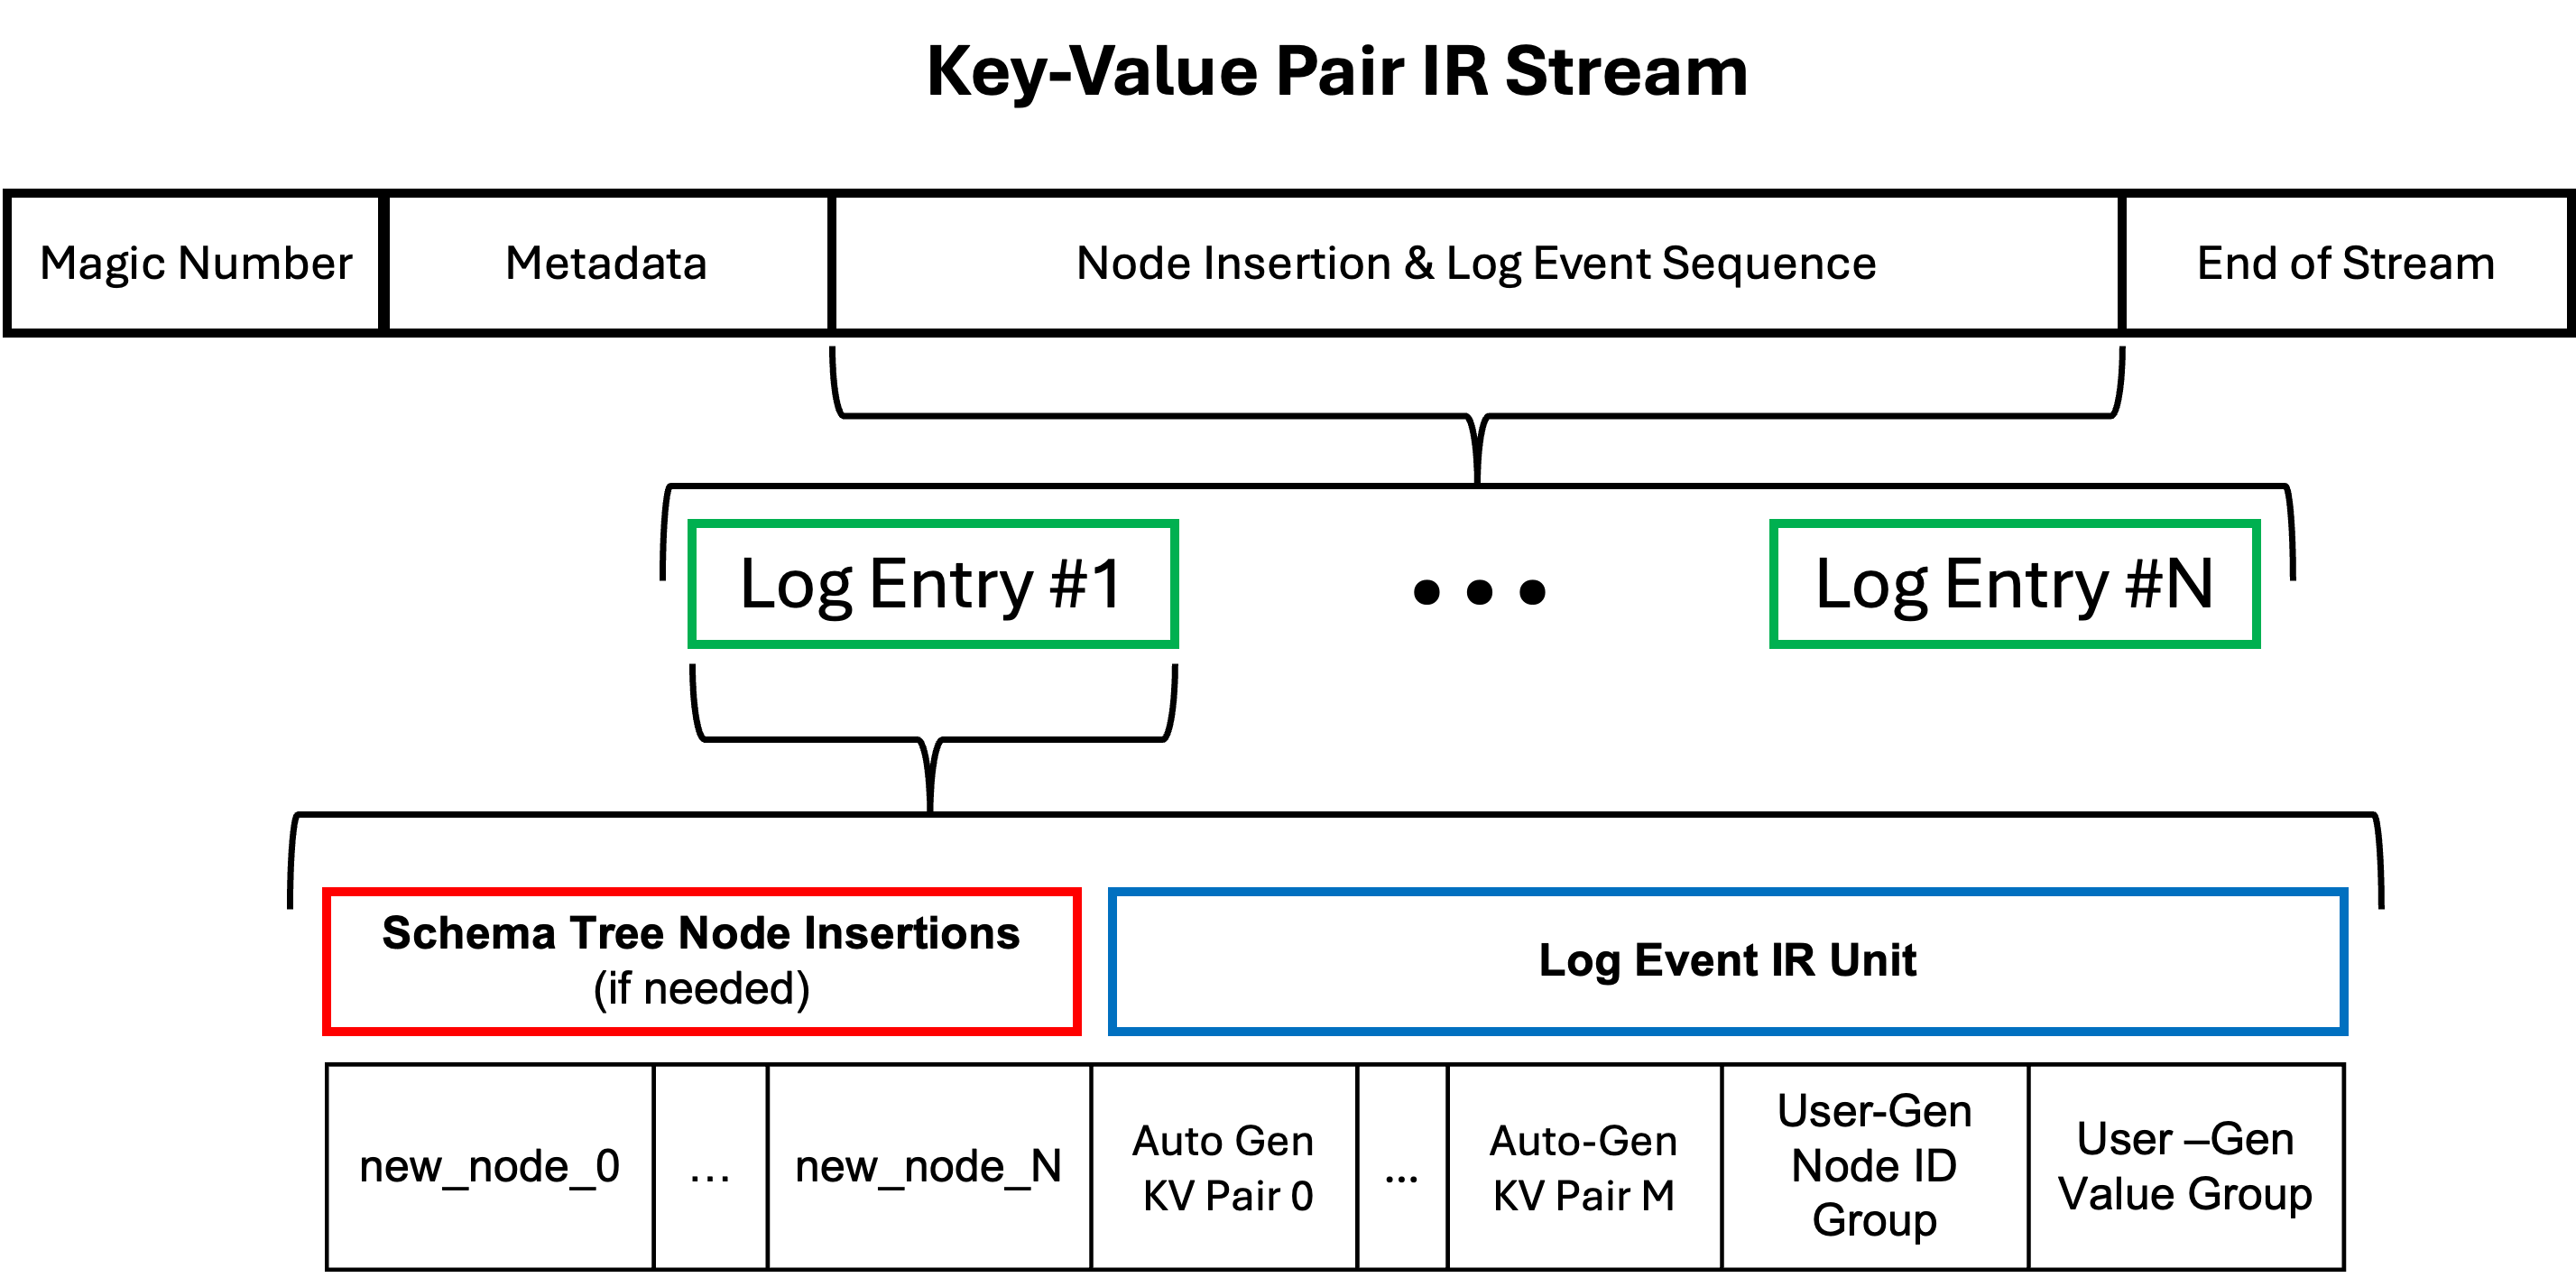 Key-Value Pair IR Stream
Magic Number
Metadata
Node Insertion & Log Event Sequence
End of Stream
Log Entry #1
•••
Log Entry #N
Schema Tree Node Insertions
(if needed)
Log Event IR Unit
new_node_0
...
new_node_N
Auto Gen
KV Pair 0
...
Auto-Gen
KV Pair M
User-Gen
Node ID
Group
User –Gen
Value Group